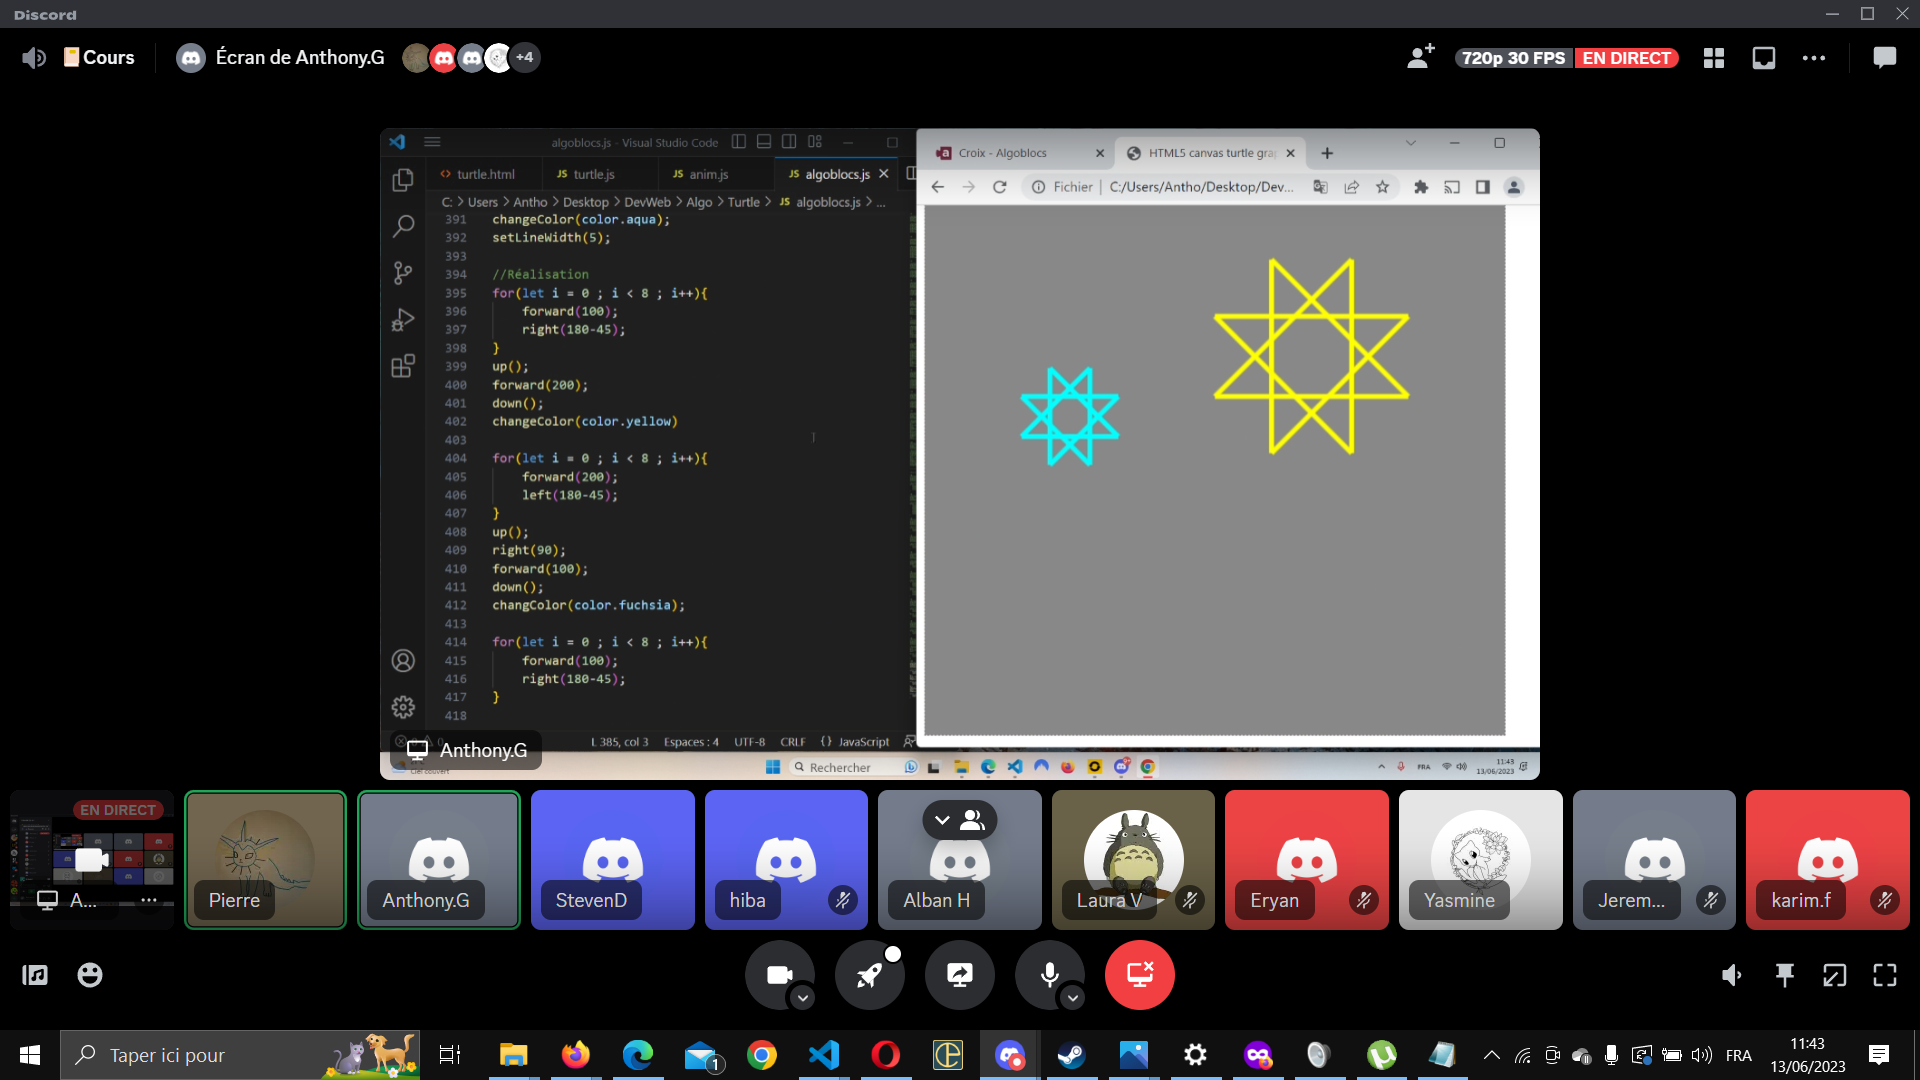 Discord
Cours
Écran de Anthony.G
+4
720p 30 FPS
EN DIRECT
algoblocs.js - Visual Studio Code
turtle.html
JS turtle.js
JS anim.js
JS algoblocs.js
C: > Users > Antho > Desktop > DevWeb > Algo > Turtle > JS algoblocs.js > ...
391 changeColor(color.aqua);
392 setLineWidth(5);
393
394 //Réalisation
395 for(let i = 0 ; i < 8 ; i++){
396 forward(100);
397 right(180-45);
398 }
399 up();
400 forward(200);
401 down();
402 changeColor(color.yellow)
403
404 for(let i = 0 ; i < 8 ; i++){
405 forward(200);
406 left(180-45);
407 }
408 up();
409 right(90);
410 forward(100);
411 down();
412 changColor(color.fuchsia);
413
414 for(let i = 0 ; i < 8 ; i++){
415 forward(100);
416 right(180-45);
417 }
418
L 385, col 3
Espaces : 4
UTF-8
CRLF
{} JavaScript
Croix - Algoblocs
HTML5 canvas turtle gra
Fichier
C:/Users/Antho/Desktop/Dev...
Anthony.G
Ciel couvert
Rechercher
FRA
11:43
13/06/2023
EN DIRECT
A...
Pierre
Anthony.G
StevenD
hiba
Alban H
Laura V
Eryan
Yasmine
Jerem...
karim.f
Taper ici pour
1
FRA
11:43
13/06/2023